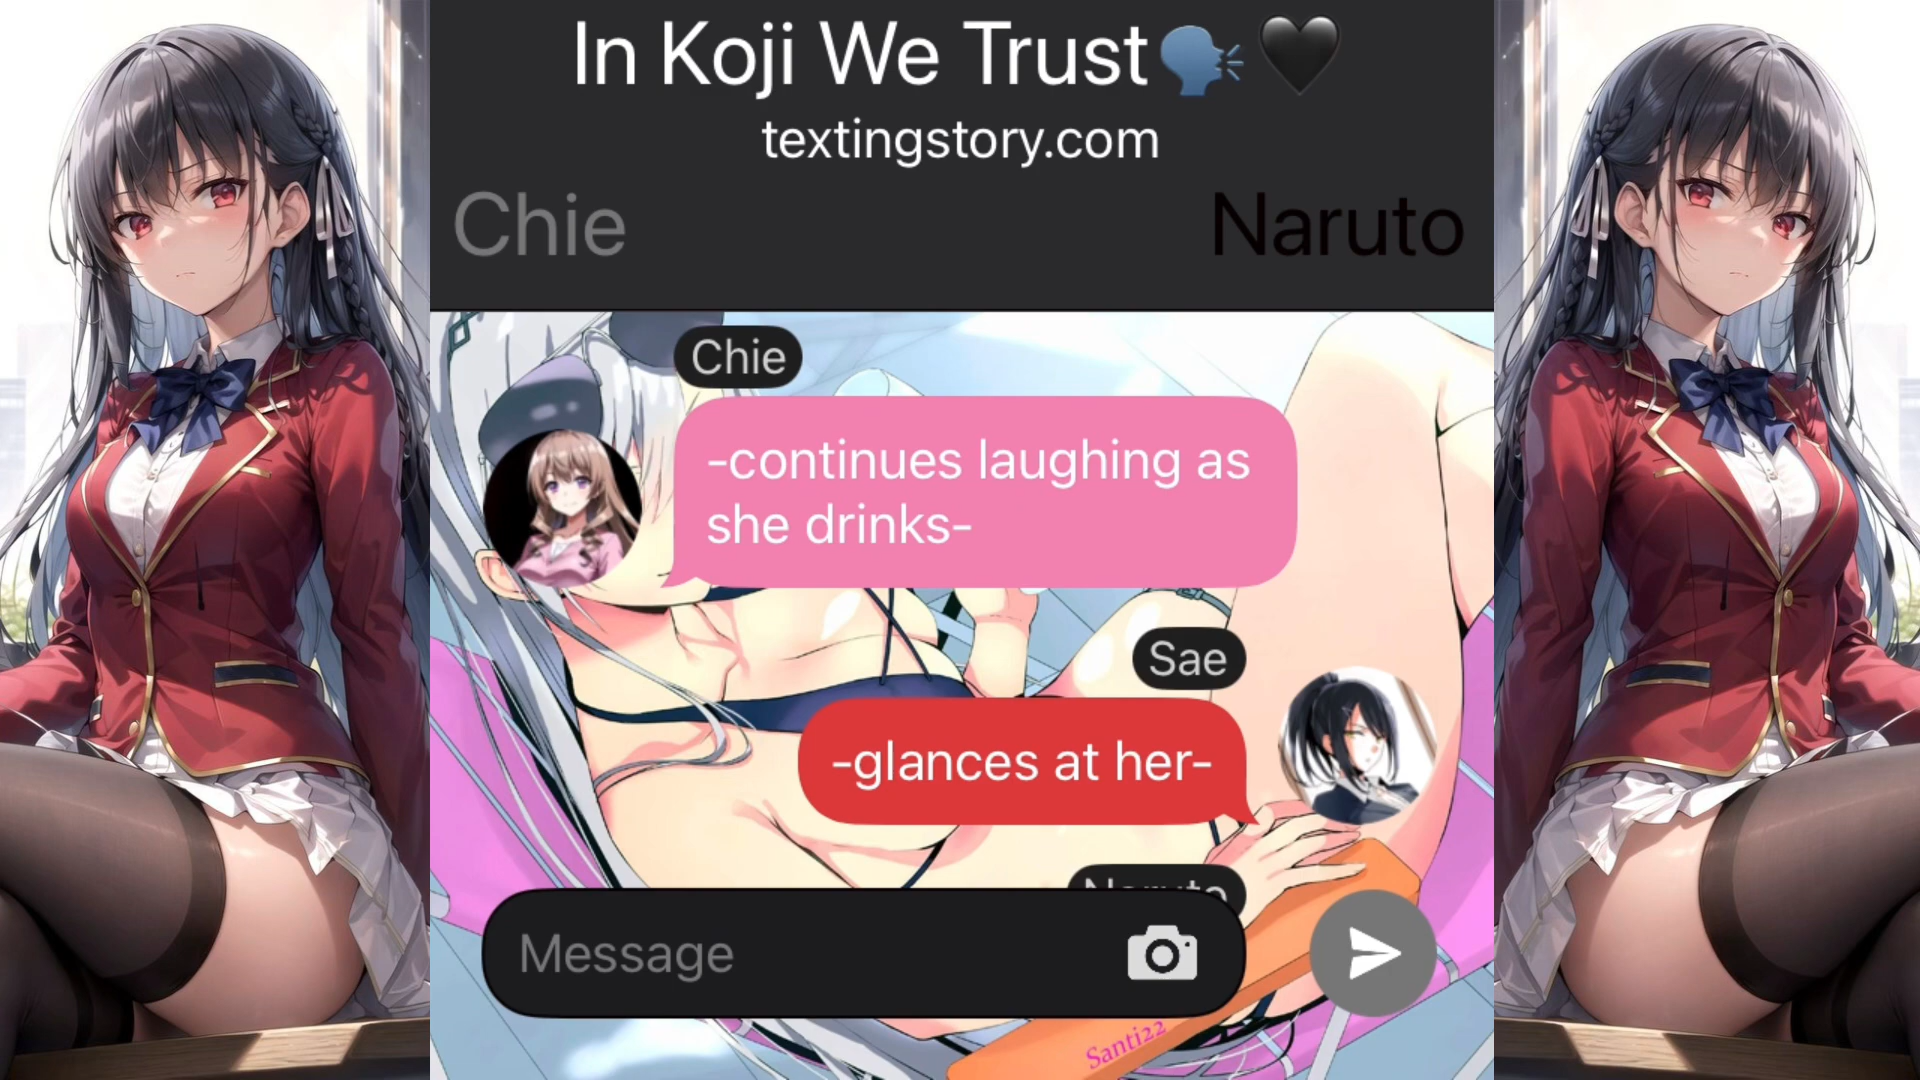 In Koji We Trust🗣️🖤
textingstory.com
Chie
Naruto
Chie
-continues laughing as
she drinks-
Sae
-glances at her-
Naruto
Message
Santi22